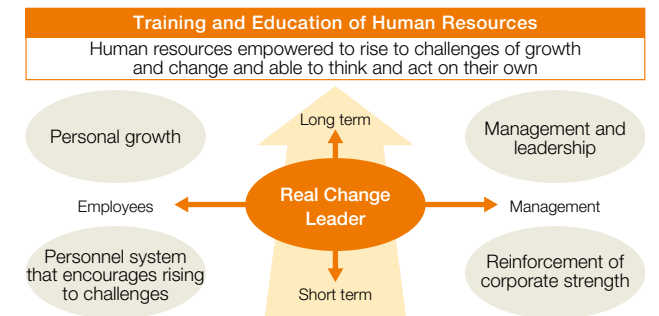 Training and Education of Human Resources
Human resources empowered to rise to challenges of growth
and change and able to think and act on their own
Personal growth
Long term
Management and
leadership
Real Change
Leader
Employees
Management
Personnel system
that encourages rising
to challenges
Short term
Reinforcement of
corporate strength